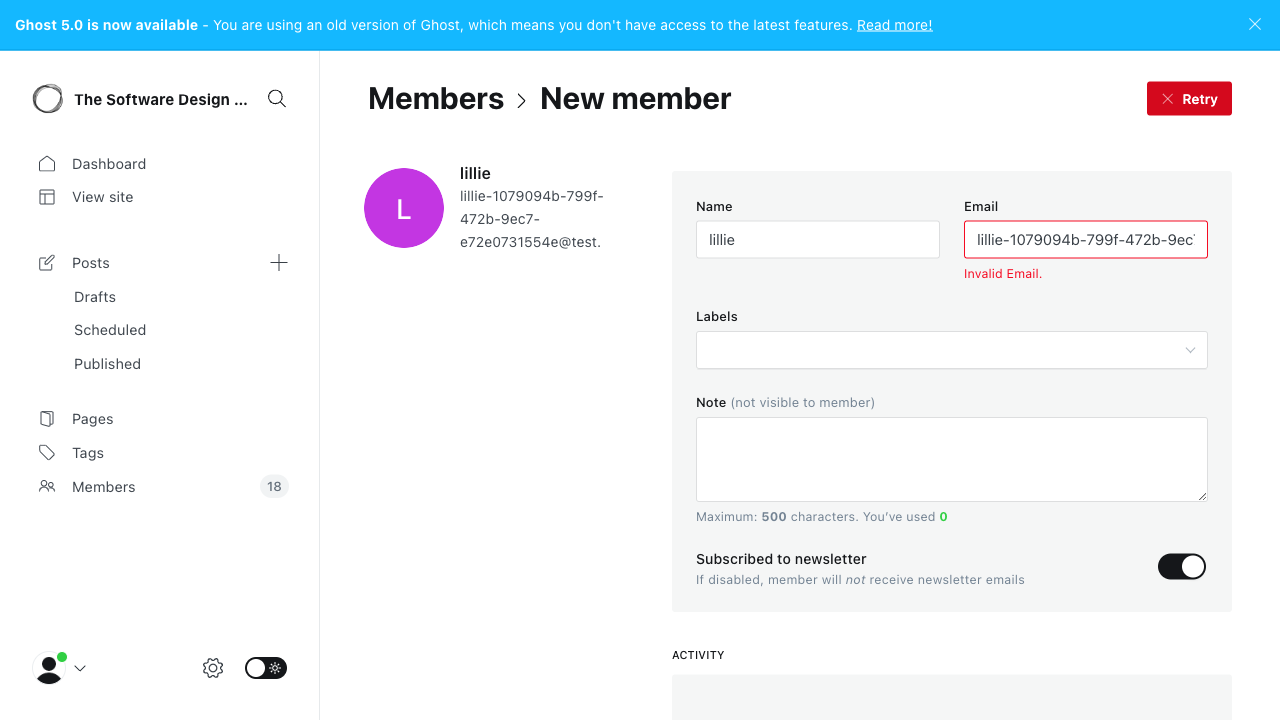 Ghost 5.0 is now available - You are using an old version of Ghost, which means you don't have access to the latest features. Read more!
The Software Design ...
Dashboard
View site
Posts
Drafts
Scheduled
Published
Pages
Tags
Members
18
Members > New member
Retry
L
lillie
lillie-1079094b-799f-
472b-9ec7-
e72e0731554e@test.
Name
Email
lillie
lillie-1079094b-799f-472b-9ec7
Invalid Email.
Labels
Note (not visible to member)
Maximum: 500 characters. You've used 0
Subscribed to newsletter
If disabled, member will not receive newsletter emails
ACTIVITY